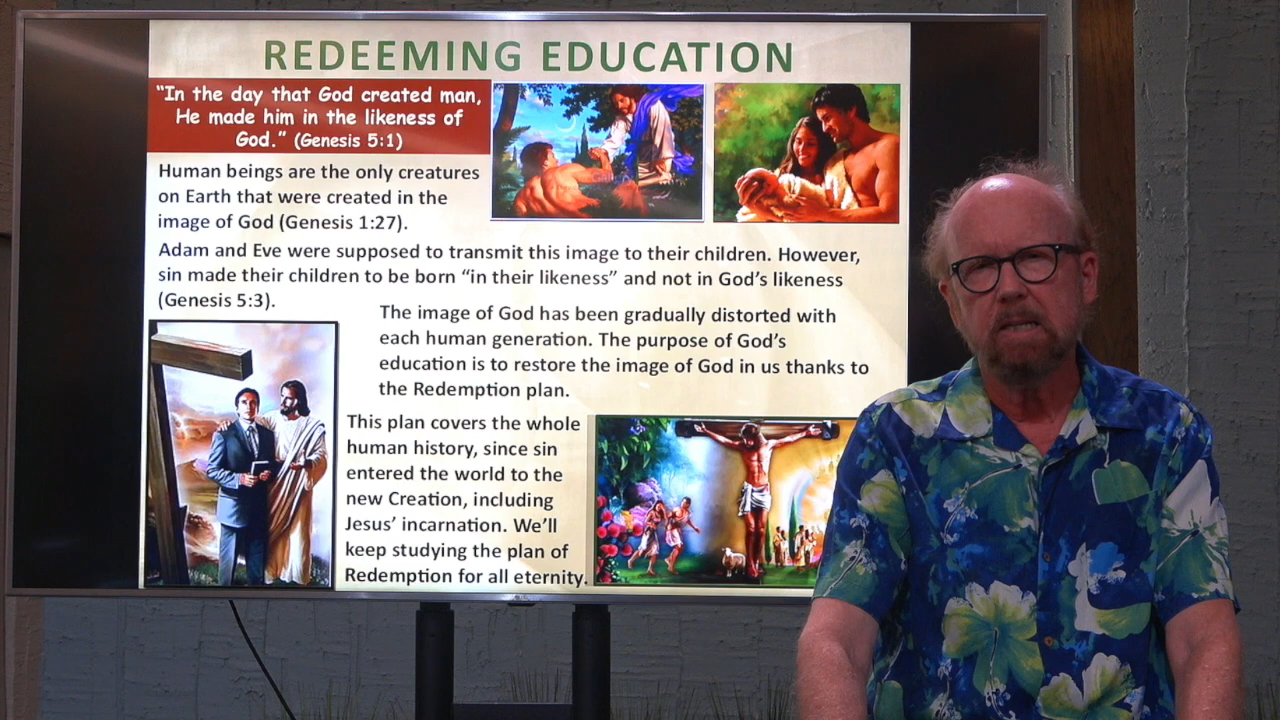 REDEEMING EDUCATION
“In the day that God created man,
He made him in the likeness of
God.” (Genesis 5:1)
Human beings are the only creatures
on Earth that were created in the
image of God (Genesis 1:27).
Adam and Eve were supposed to transmit this image to their children. However,
sin made their children to be born “in their likeness” and not in God’s likeness
(Genesis 5:3).
The image of God has been gradually distorted with
each human generation. The purpose of God’s
education is to restore the image of God in us thanks to
the Redemption plan.
This plan covers the whole
human history, since sin
entered the world to the
new Creation, including
Jesus’ incarnation. We’ll
keep studying the plan of
Redemption for all eternity.